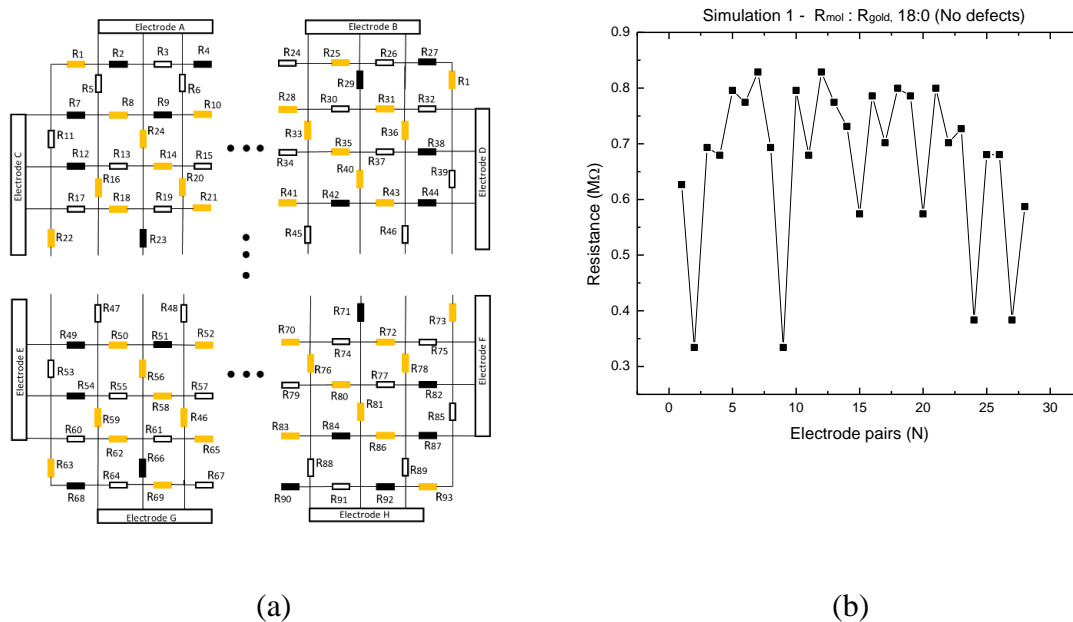 Electrode A
Electrode B
R1 R2 R3 R4
R5 R6
R7 R8 R9 R10
R11 R24
R12 R13 R14 R15
R16 R20
R17 R18 R19 R21
R22 R23
Electrode C
R24 R25 R26 R27
R29 R1
R28 R30 R31 R32
R33 R36
R34 R35 R37 R38
R40 R39
R41 R42 R43 R44
R45 R46
Electrode D
R47 R48
R49 R50 R51 R52
R53 R56
R54 R55 R58 R57
R59 R46
R60 R62 R61 R65
R63 R66
R68 R64 R69 R67
Electrode E
Electrode G
R71 R73
R70 R74 R72 R75
R76 R78
R79 R80 R77 R82
R81 R85
R83 R84 R86 R87
R88 R89
R90 R91 R92 R93
Electrode F
Electrode H
(a)
Simulation 1 - Rmol : Rgold, 18:0 (No defects)
Resistance (MΩ)
0.9
0.8
0.7
0.6
0.5
0.4
0.3
0 5 10 15 20 25 30
Electrode pairs (N)
(b)